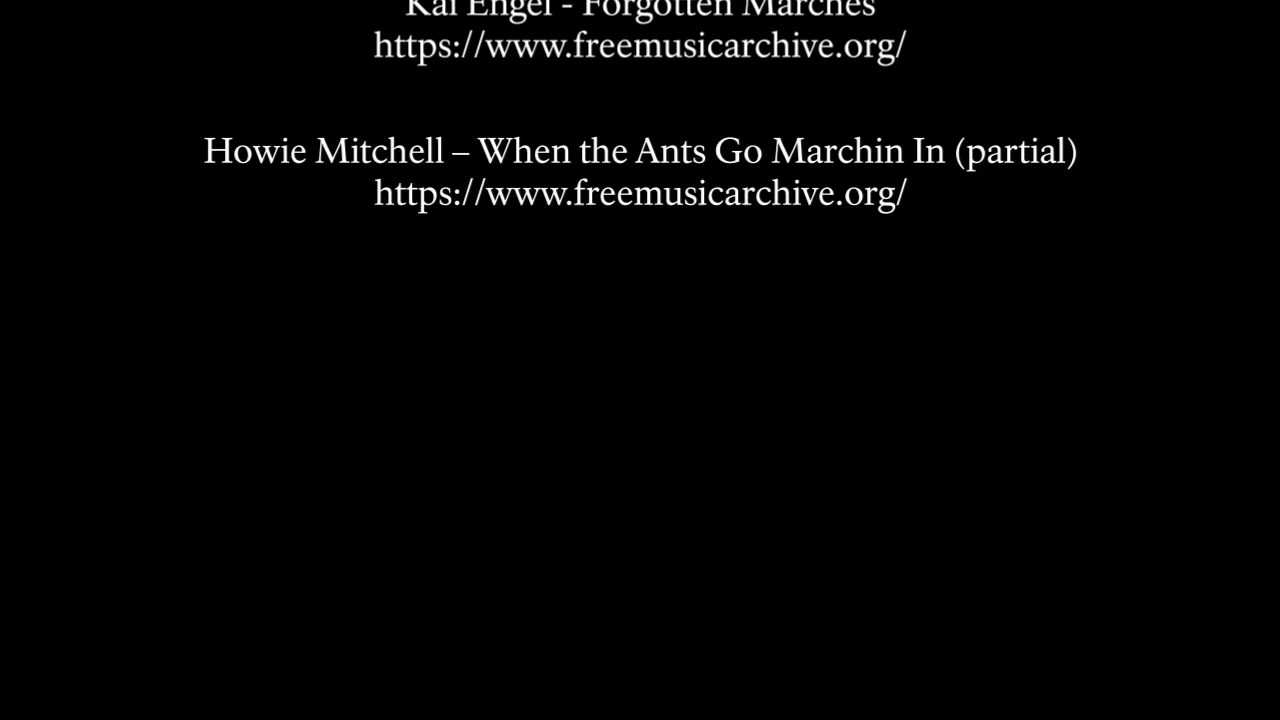 Kai Engel - Forgotten Marches
https://www.freemusicarchive.org/
Howie Mitchell – When the Ants Go Marchin In (partial)
https://www.freemusicarchive.org/